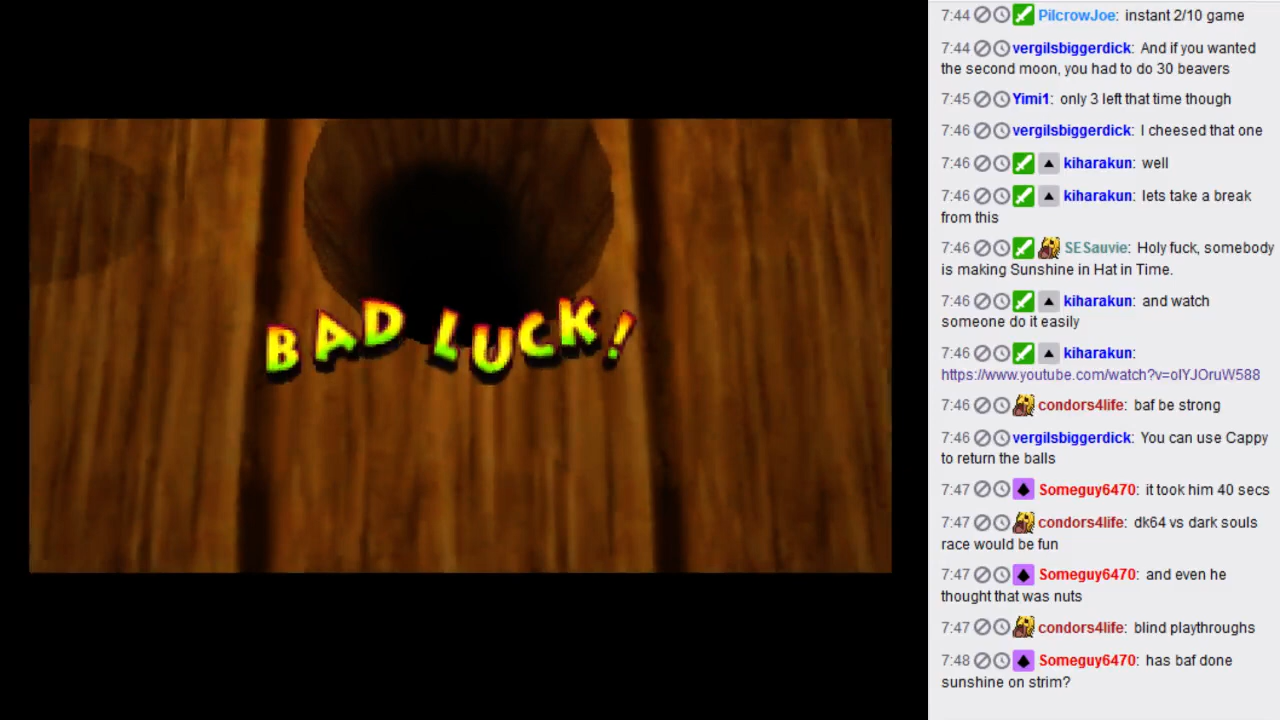 BAD LUCK!
7:44 PilcrowJoe: instant 2/10 game
7:44 vergilsbiggerdick: And if you wanted
the second moon, you had to do 30 beavers
7:45 Yimi1: only 3 left that time though
7:46 vergilsbiggerdick: I cheesed that one
7:46 kiharakun: well
7:46 kiharakun: lets take a break
from this
7:46 SESauvie: Holy fuck, somebody
is making Sunshine in Hat in Time.
7:46 kiharakun: and watch
someone do it easily
7:46 kiharakun:
https://www.youtube.com/watch?v=oIYJOruW588
7:46 condors4life: baf be strong
7:46 vergilsbiggerdick: You can use Cappy
to return the balls
7:47 Someguy6470: it took him 40 secs
7:47 condors4life: dk64 vs dark souls
race would be fun
7:47 Someguy6470: and even he
thought that was nuts
7:47 condors4life: blind playthroughs
7:48 Someguy6470: has baf done
sunshine on strim?